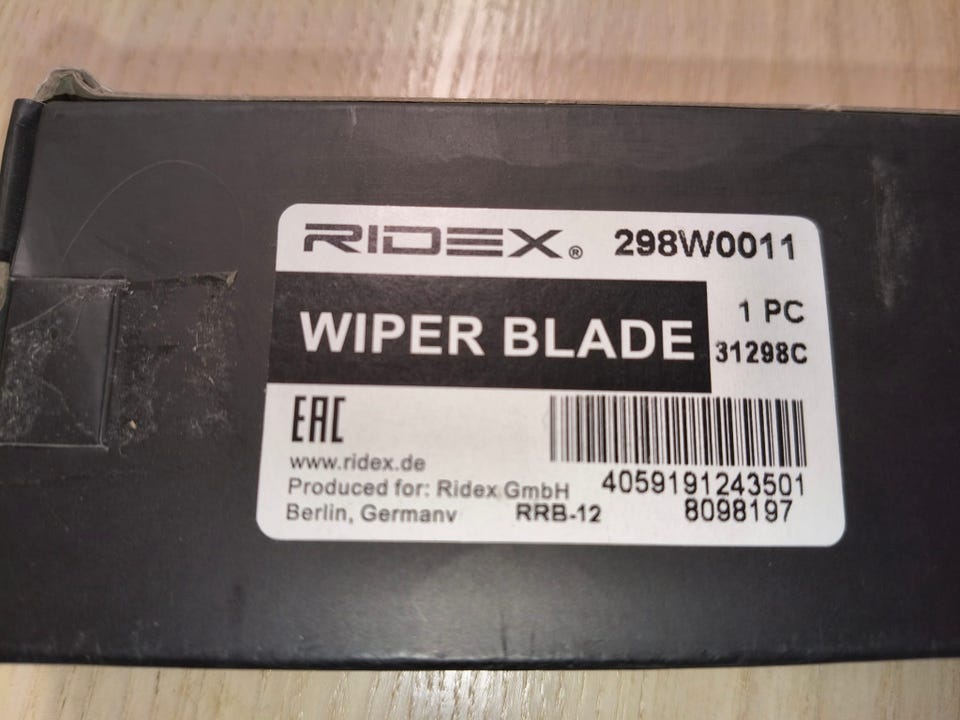 RIDEX® 298W0011
WIPER BLADE
1 PC
31298C
EAC
www.ridex.de
Produced for: Ridex GmbH
Berlin, Germany RRB-12
4059191243501
8098197